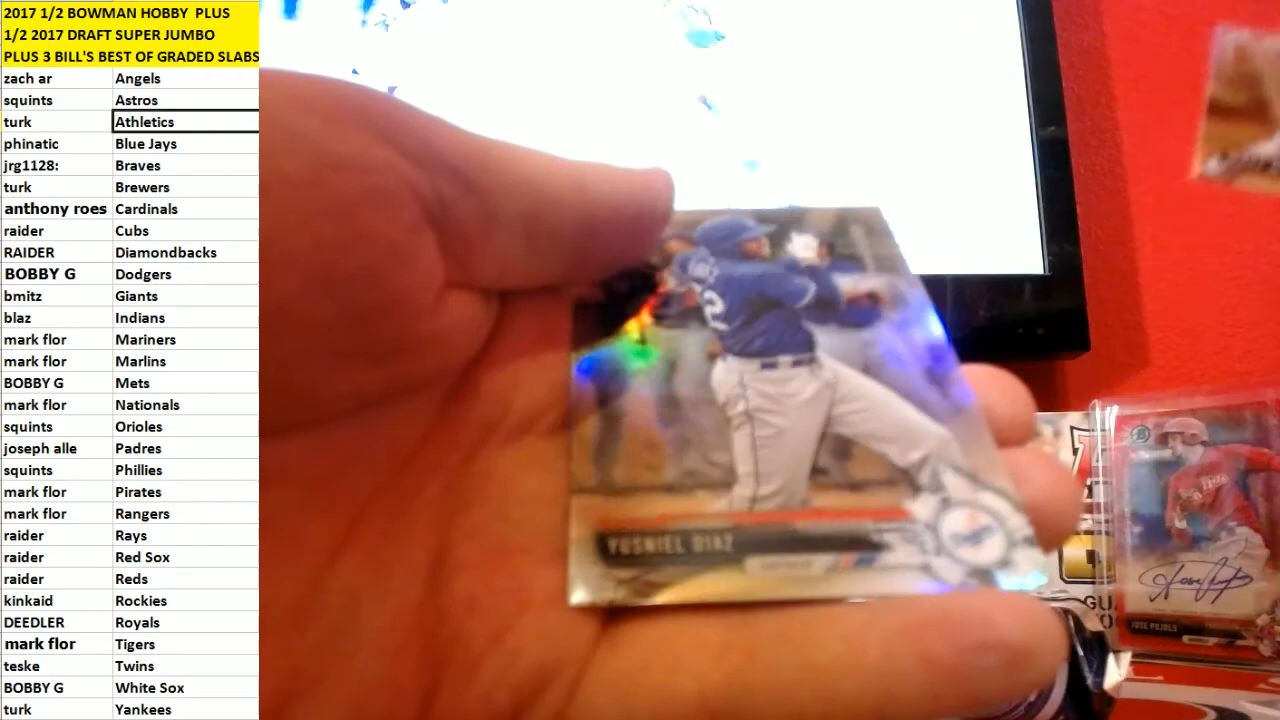 2017 1/2 BOWMAN HOBBY PLUS
1/2 2017 DRAFT SUPER JUMBO
PLUS 3 BILL'S BEST OF GRADED SLABS
zach ar Angels
squints Astros
turk Athletics
phinatic Blue Jays
jrg1128: Braves
turk Brewers
anthony roes Cardinals
raider Cubs
RAIDER Diamondbacks
BOBBY G Dodgers
bmitz Giants
blaz Indians
mark flor Mariners
mark flor Marlins
BOBBY G Mets
mark flor Nationals
squints Orioles
joseph alle Padres
squints Phillies
mark flor Pirates
mark flor Rangers
raider Rays
raider Red Sox
raider Reds
kinkaid Rockies
DEEDLER Royals
mark flor Tigers
teske Twins
BOBBY G White Sox
turk Yankees
YUSNIEL DIAZ
JOSE PUJOLS